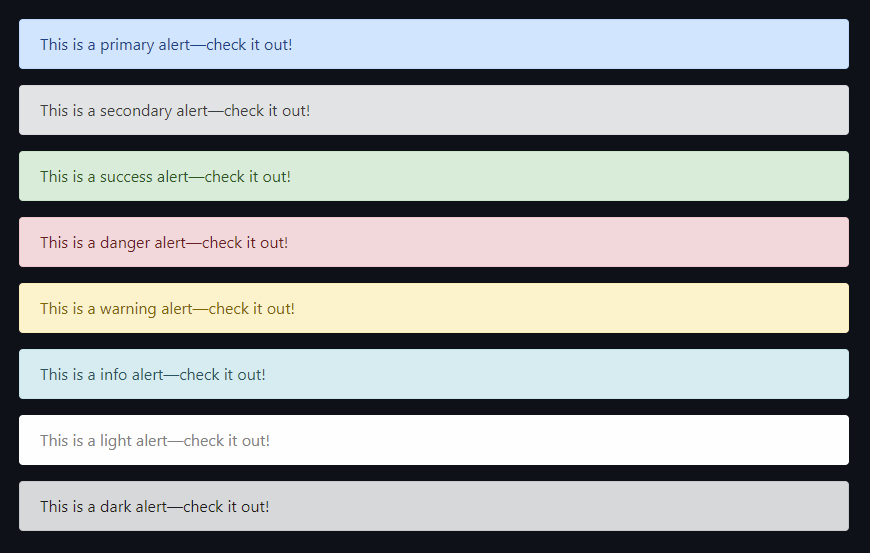 This is a primary alert—check it out!
This is a secondary alert—check it out!
This is a success alert—check it out!
This is a danger alert—check it out!
This is a warning alert—check it out!
This is a info alert—check it out!
This is a light alert—check it out!
This is a dark alert—check it out!